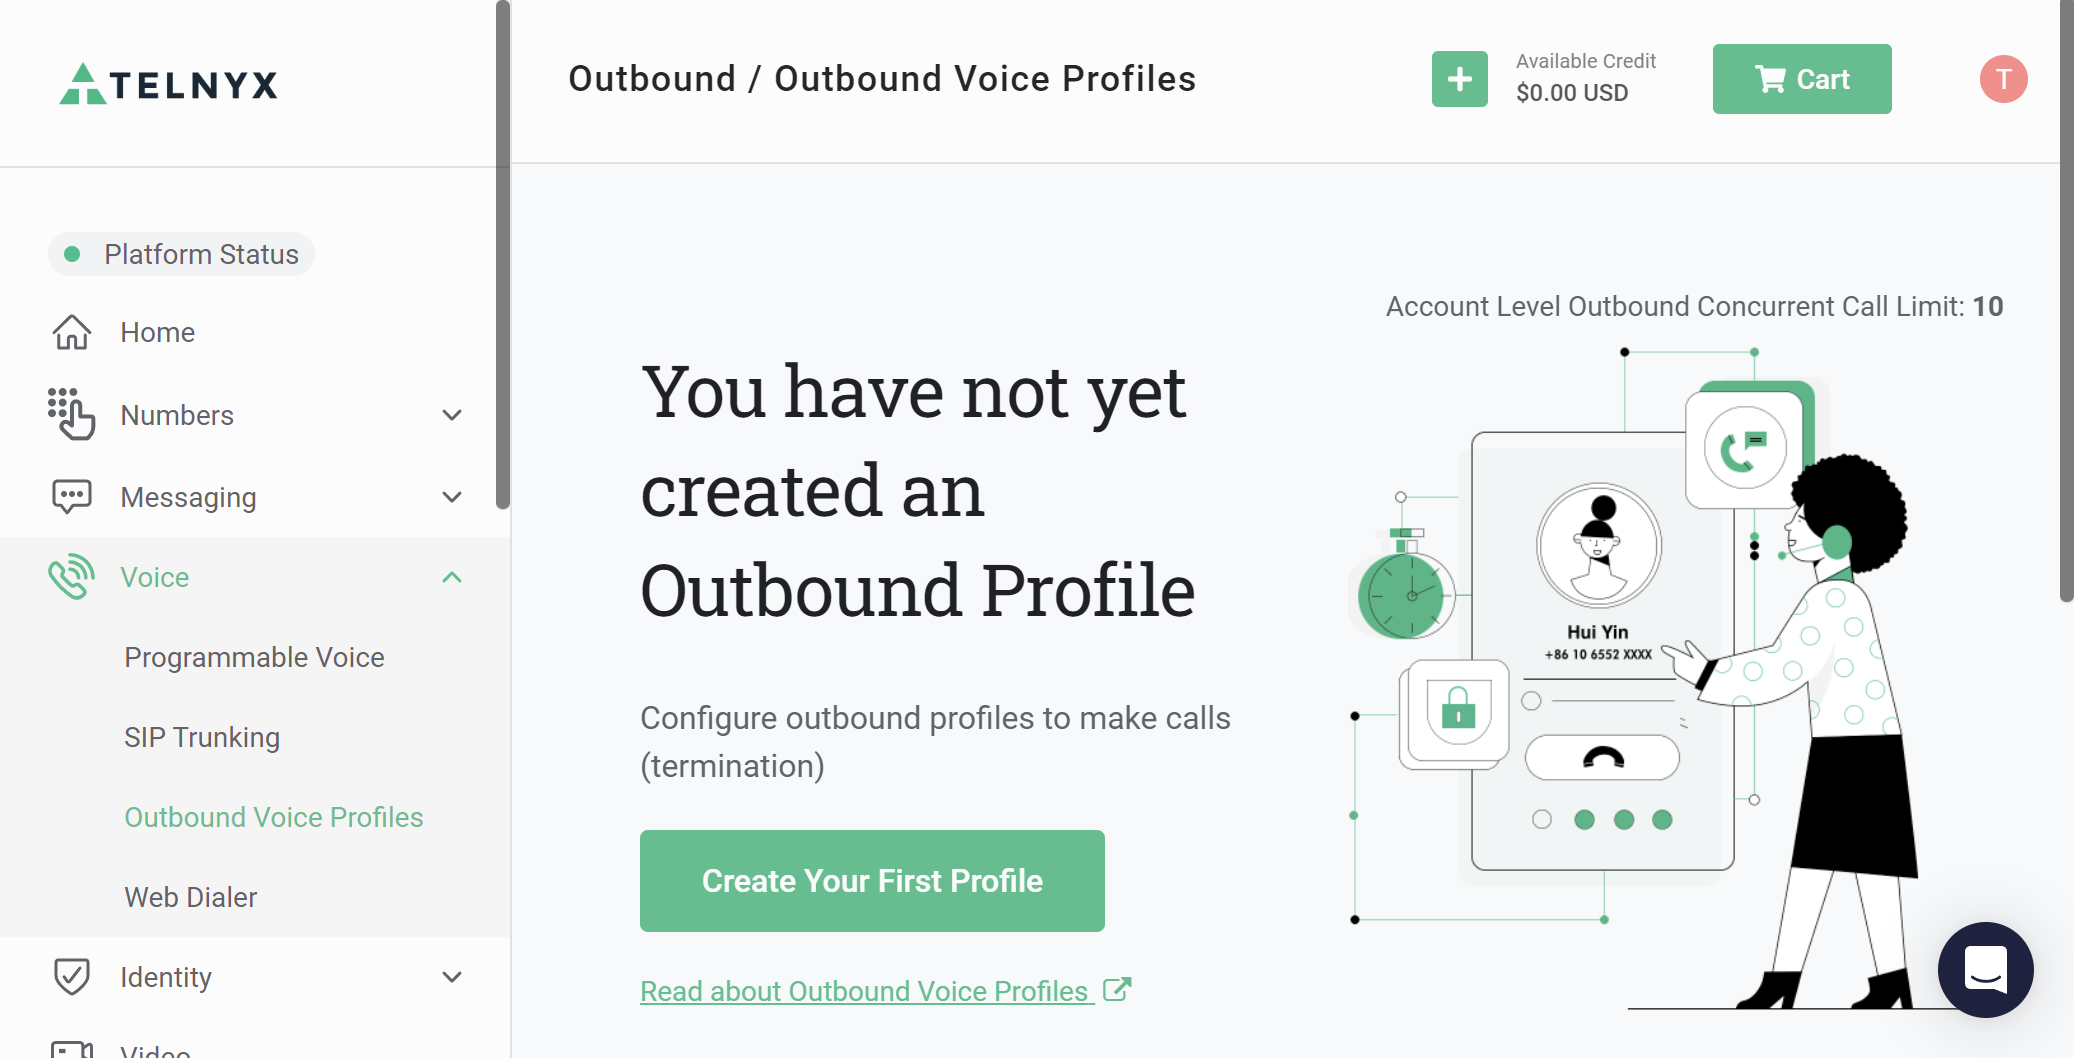 TELNYX
Outbound / Outbound Voice Profiles
Available Credit
$0.00 USD
Cart
T
Platform Status
Home
Numbers
Messaging
Voice
Programmable Voice
SIP Trunking
Outbound Voice Profiles
Web Dialer
Identity
Video
Account Level Outbound Concurrent Call Limit: 10
You have not yet
created an
Outbound Profile
Configure outbound profiles to make calls
(termination)
Create Your First Profile
Read about Outbound Voice Profiles
Hui Yin
+86 10 6552 XXXX